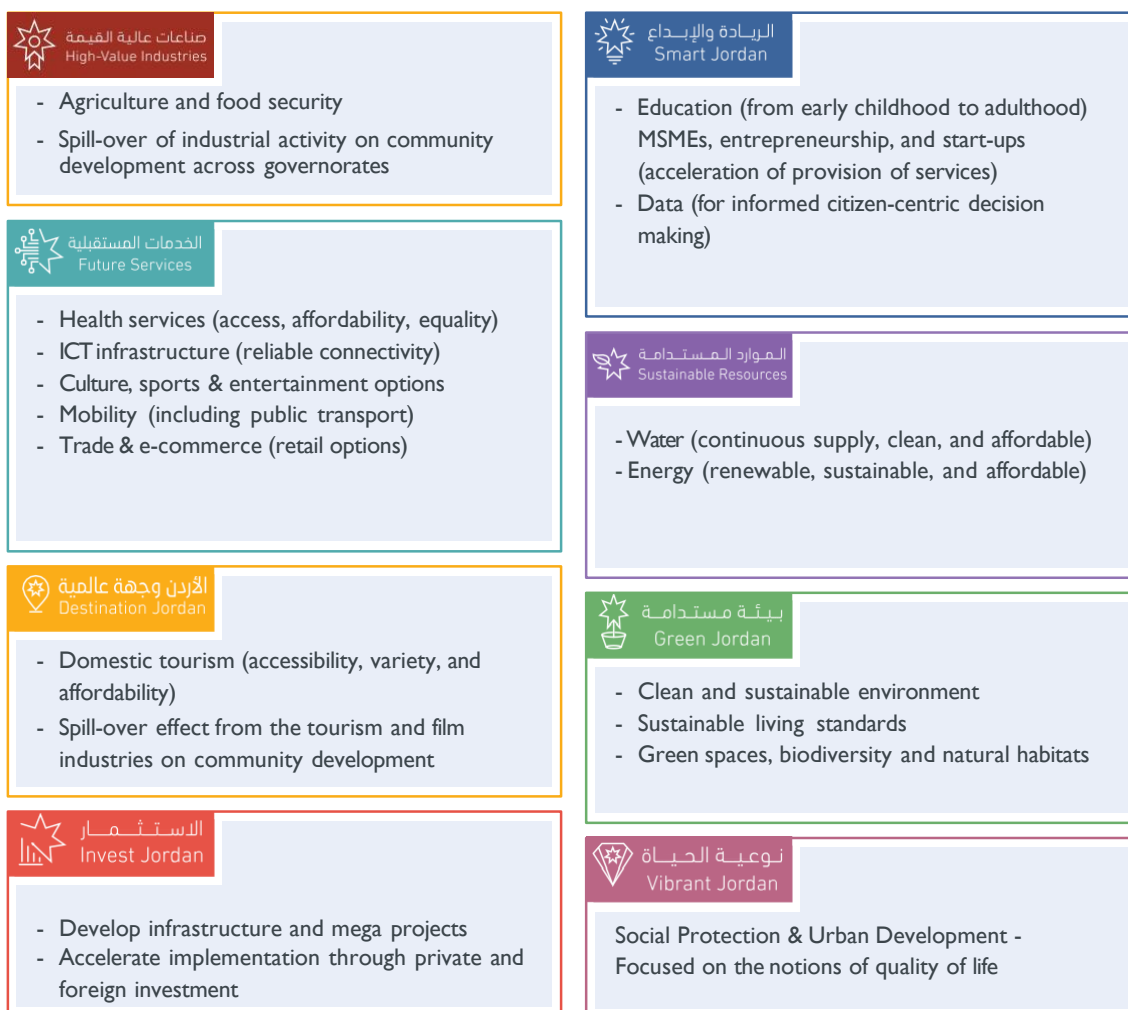 صناعات عالية القيمة
High-Value Industries
- Agriculture and food security
- Spill-over of industrial activity on community
development across governorates
الخدمات المستقبلية
Future Services
- Health services (access, affordability, equality)
- ICT infrastructure (reliable connectivity)
- Culture, sports & entertainment options
- Mobility (including public transport)
- Trade & e-commerce (retail options)
الأردن وجهة عالمية
Destination Jordan
- Domestic tourism (accessibility, variety, and
affordability)
- Spill-over effect from the tourism and film
industries on community development
الاستثمار
Invest Jordan
- Develop infrastructure and mega projects
- Accelerate implementation through private and
foreign investment
الريادة والإبداع
Smart Jordan
- Education (from early childhood to adulthood)
MSMEs, entrepreneurship, and start-ups
(acceleration of provision of services)
- Data (for informed citizen-centric decision
making)
الموارد المستدامة
Sustainable Resources
- Water (continuous supply, clean, and affordable)
- Energy (renewable, sustainable, and affordable)
بيئة مستدامة
Green Jordan
- Clean and sustainable environment
- Sustainable living standards
- Green spaces, biodiversity and natural habitats
نوعية الحياة
Vibrant Jordan
Social Protection & Urban Development -
Focused on the notions of quality of life